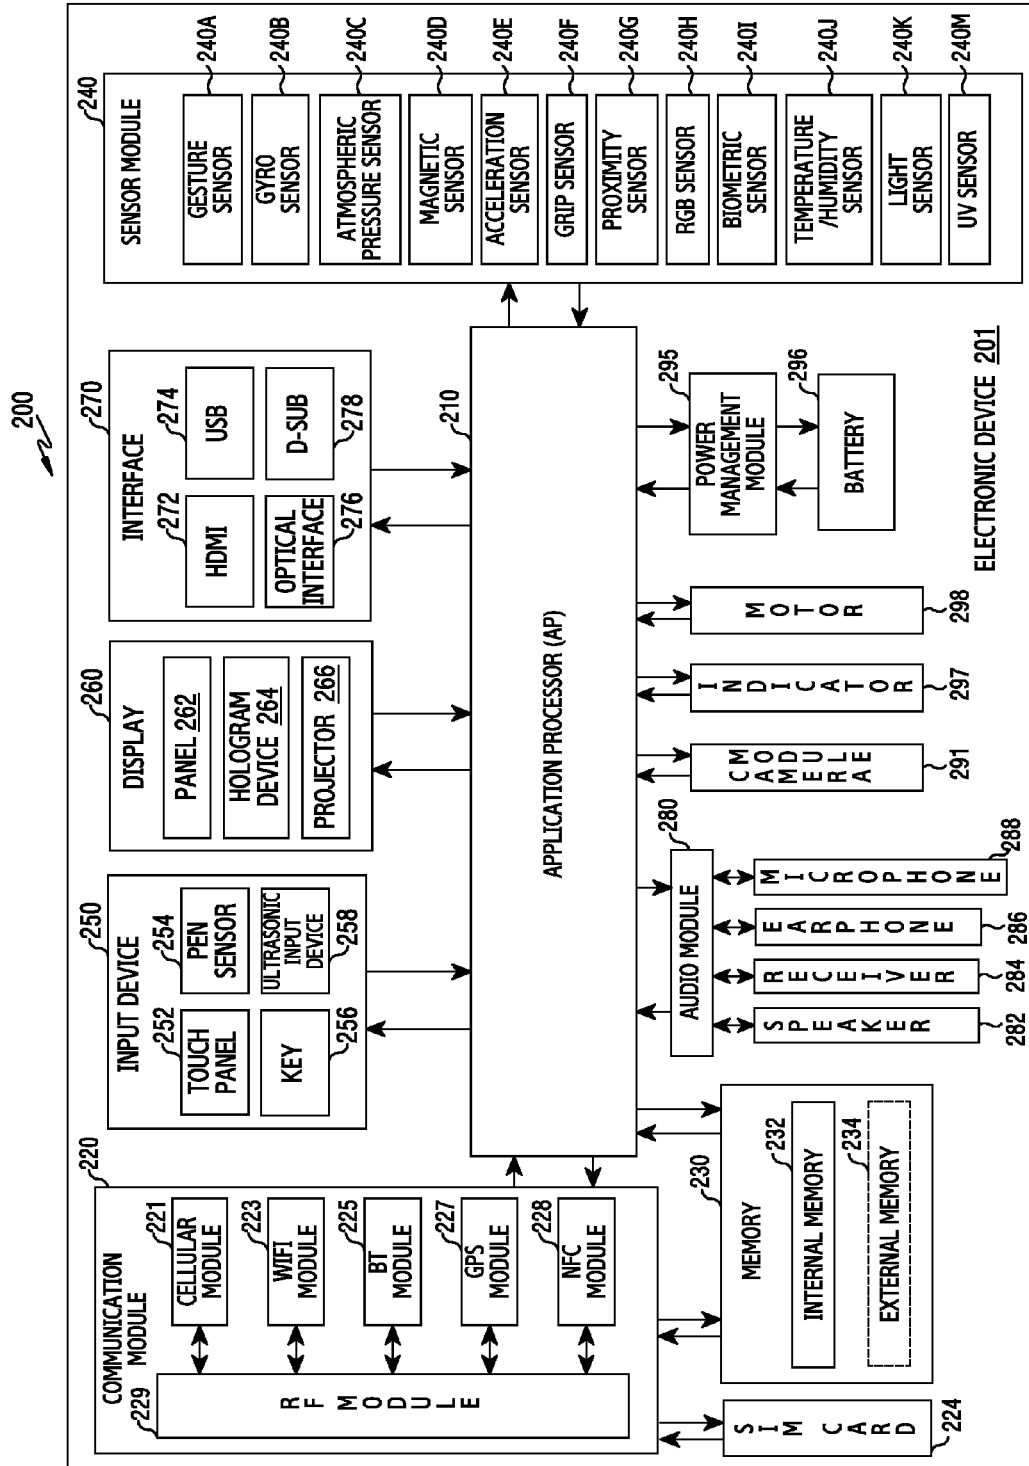 200
COMMUNICATION
MODULE
220
229
RF MODULE
221
CELLULAR
MODULE
223
WIFI
MODULE
225
BT
MODULE
227
GPS
MODULE
228
NFC
MODULE
SIM CARD
224
INPUT DEVICE
250
252
TOUCH
PANEL
254
PEN
SENSOR
KEY
256
ULTRASONIC
INPUT
DEVICE
258
DISPLAY
260
PANEL 262
HOLOGRAM
DEVICE 264
PROJECTOR 266
INTERFACE
270
272
HDMI
274
USB
OPTICAL
INTERFACE
276
D-SUB
278
SENSOR MODULE
240
GESTURE
SENSOR
240A
GYRO
SENSOR
240B
ATMOSPHERIC
PRESSURE SENSOR
240C
MAGNETIC
SENSOR
240D
ACCELERATION
SENSOR
240E
GRIP SENSOR
240F
PROXIMITY
SENSOR
240G
RGB SENSOR
240H
BIOMETRIC
SENSOR
240I
TEMPERATURE
/HUMIDITY
SENSOR
240J
LIGHT
SENSOR
240K
UV SENSOR
240M
APPLICATION PROCESSOR (AP)
210
MEMORY
230
INTERNAL MEMORY
232
EXTERNAL MEMORY
234
AUDIO MODULE
280
SPEAKER
282
RECEIVER
284
EARPHONE
286
MICROPHONE
288
CAMERA
MODULE
291
INDICATOR
297
MOTOR
298
POWER
MANAGEMENT
MODULE
295
BATTERY
296
ELECTRONIC DEVICE 201